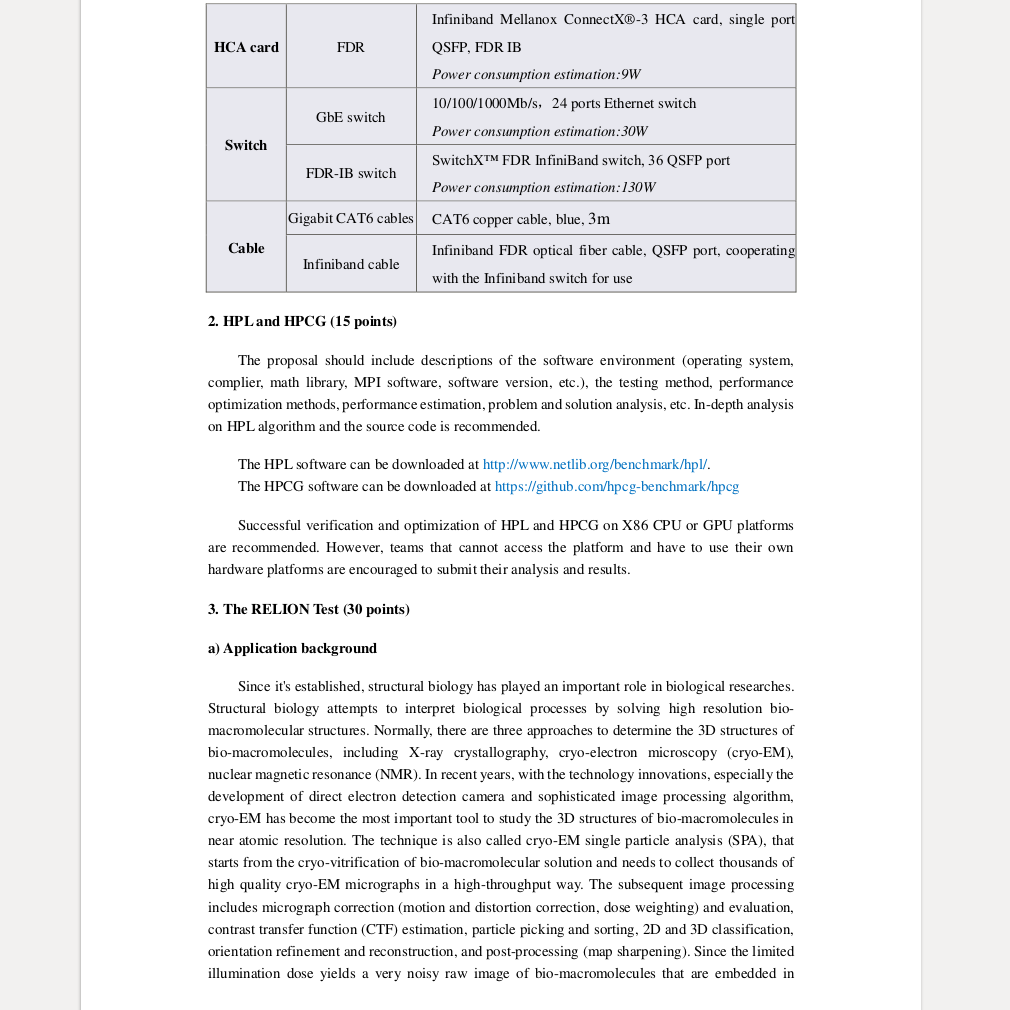 Infiniband Mellanox ConnectX®-3 HCA card, single port
HCA card FDR QSFP, FDR IB
Power consumption estimation:9W
10/100/1000Mb/s，24 ports Ethernet switch
GbE switch
Power consumption estimation:30W
Switch
SwitchX™ FDR InfiniBand switch, 36 QSFP port
FDR-IB switch
Power consumption estimation:130W
Gigabit CAT6 cables CAT6 copper cable, blue, 3m
Cable
Infiniband FDR optical fiber cable, QSFP port, cooperating
Infiniband cable
with the Infiniband switch for use
2. HPL and HPCG (15 points)
The proposal should include descriptions of the software environment (operating system,
complier, math library, MPI software, software version, etc.), the testing method, performance
optimization methods, performance estimation, problem and solution analysis, etc. In-depth analysis
on HPL algorithm and the source code is recommended.
The HPL software can be downloaded at http://www.netlib.org/benchmark/hpl/.
The HPCG software can be downloaded at https://github.com/hpcg-benchmark/hpcg
Successful verification and optimization of HPL and HPCG on X86 CPU or GPU platforms
are recommended. However, teams that cannot access the platform and have to use their own
hardware platforms are encouraged to submit their analysis and results.
3. The RELION Test (30 points)
a) Application background
Since it's established, structural biology has played an important role in biological researches.
Structural biology attempts to interpret biological processes by solving high resolution bio-
macromolecular structures. Normally, there are three approaches to determine the 3D structures of
bio-macromolecules, including X-ray crystallography, cryo-electron microscopy (cryo-EM),
nuclear magnetic resonance (NMR). In recent years, with the technology innovations, especially the
development of direct electron detection camera and sophisticated image processing algorithm,
cryo-EM has become the most important tool to study the 3D structures of bio-macromolecules in
near atomic resolution. The technique is also called cryo-EM single particle analysis (SPA), that
starts from the cryo-vitrification of bio-macromolecular solution and needs to collect thousands of
high quality cryo-EM micrographs in a high-throughput way. The subsequent image processing
includes micrograph correction (motion and distortion correction, dose weighting) and evaluation,
contrast transfer function (CTF) estimation, particle picking and sorting, 2D and 3D classification,
orientation refinement and reconstruction, and post-processing (map sharpening). Since the limited
illumination dose yields a very noisy raw image of bio-macromolecules that are embedded in